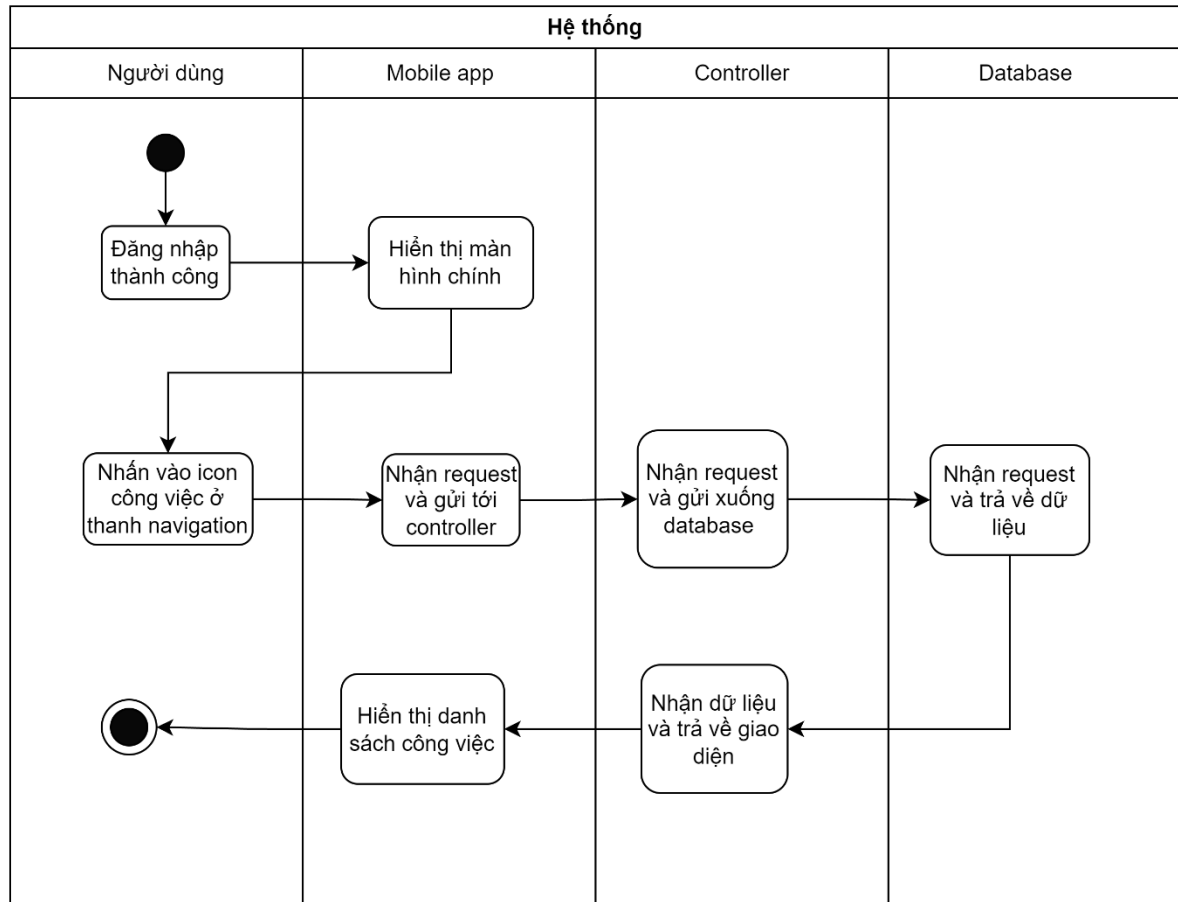 Hệ thống
Người dùng
Mobile app
Controller
Database
Đăng nhập
thành công
Hiển thị màn
hình chính
Nhấn vào icon
công việc ở
thanh navigation
Nhận request
và gửi tới
controller
Nhận request
và gửi xuống
database
Nhận request
và trả về dữ
liệu
Nhận dữ liệu
và trả về giao
diện
Hiển thị danh
sách công việc